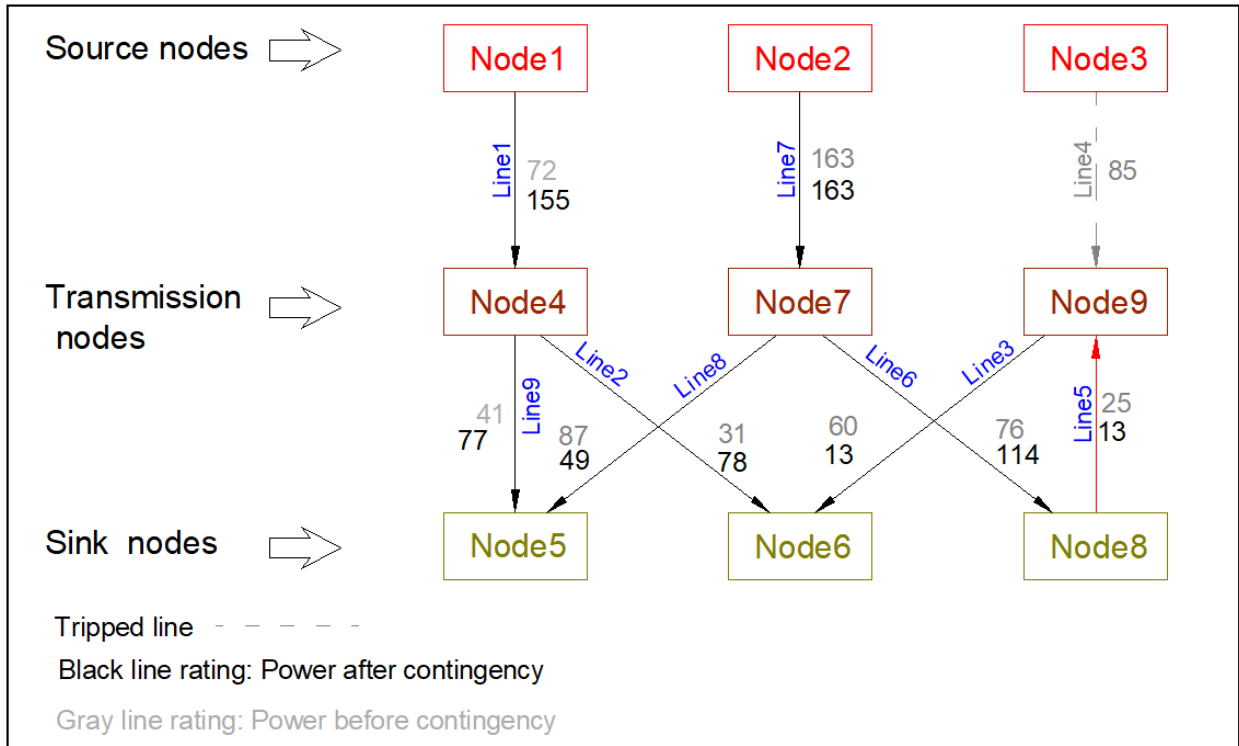 Source nodes
Node1
Node2
Node3
Line1
72
155
Line7
163
163
Line4
85
Transmission
nodes
Node4
Node7
Node9
Line9
Line2
Line8
Line6
Line3
Line5
41
77
87
49
31
78
60
13
76
114
25
13
Sink nodes
Node5
Node6
Node8
Tripped line
Black line rating: Power after contingency
Gray line rating: Power before contingency